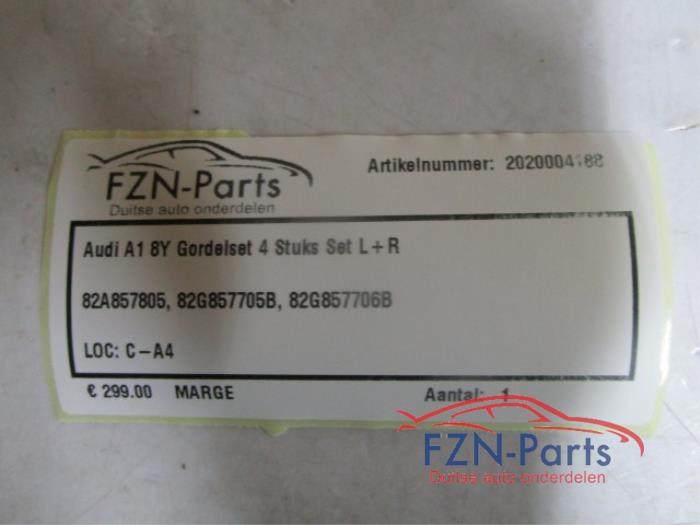 FZN-Parts
Duitse auto onderdelen
Artikelnummer: 2020004188
Audi A1 8Y Gordelset 4 Stuks Set L+R
82A857805, 82G857705B, 82G857706B
LOC: C-A4
€ 299.00 MARGE Aantal: 1
FZN-Parts
Duitse auto onderdelen